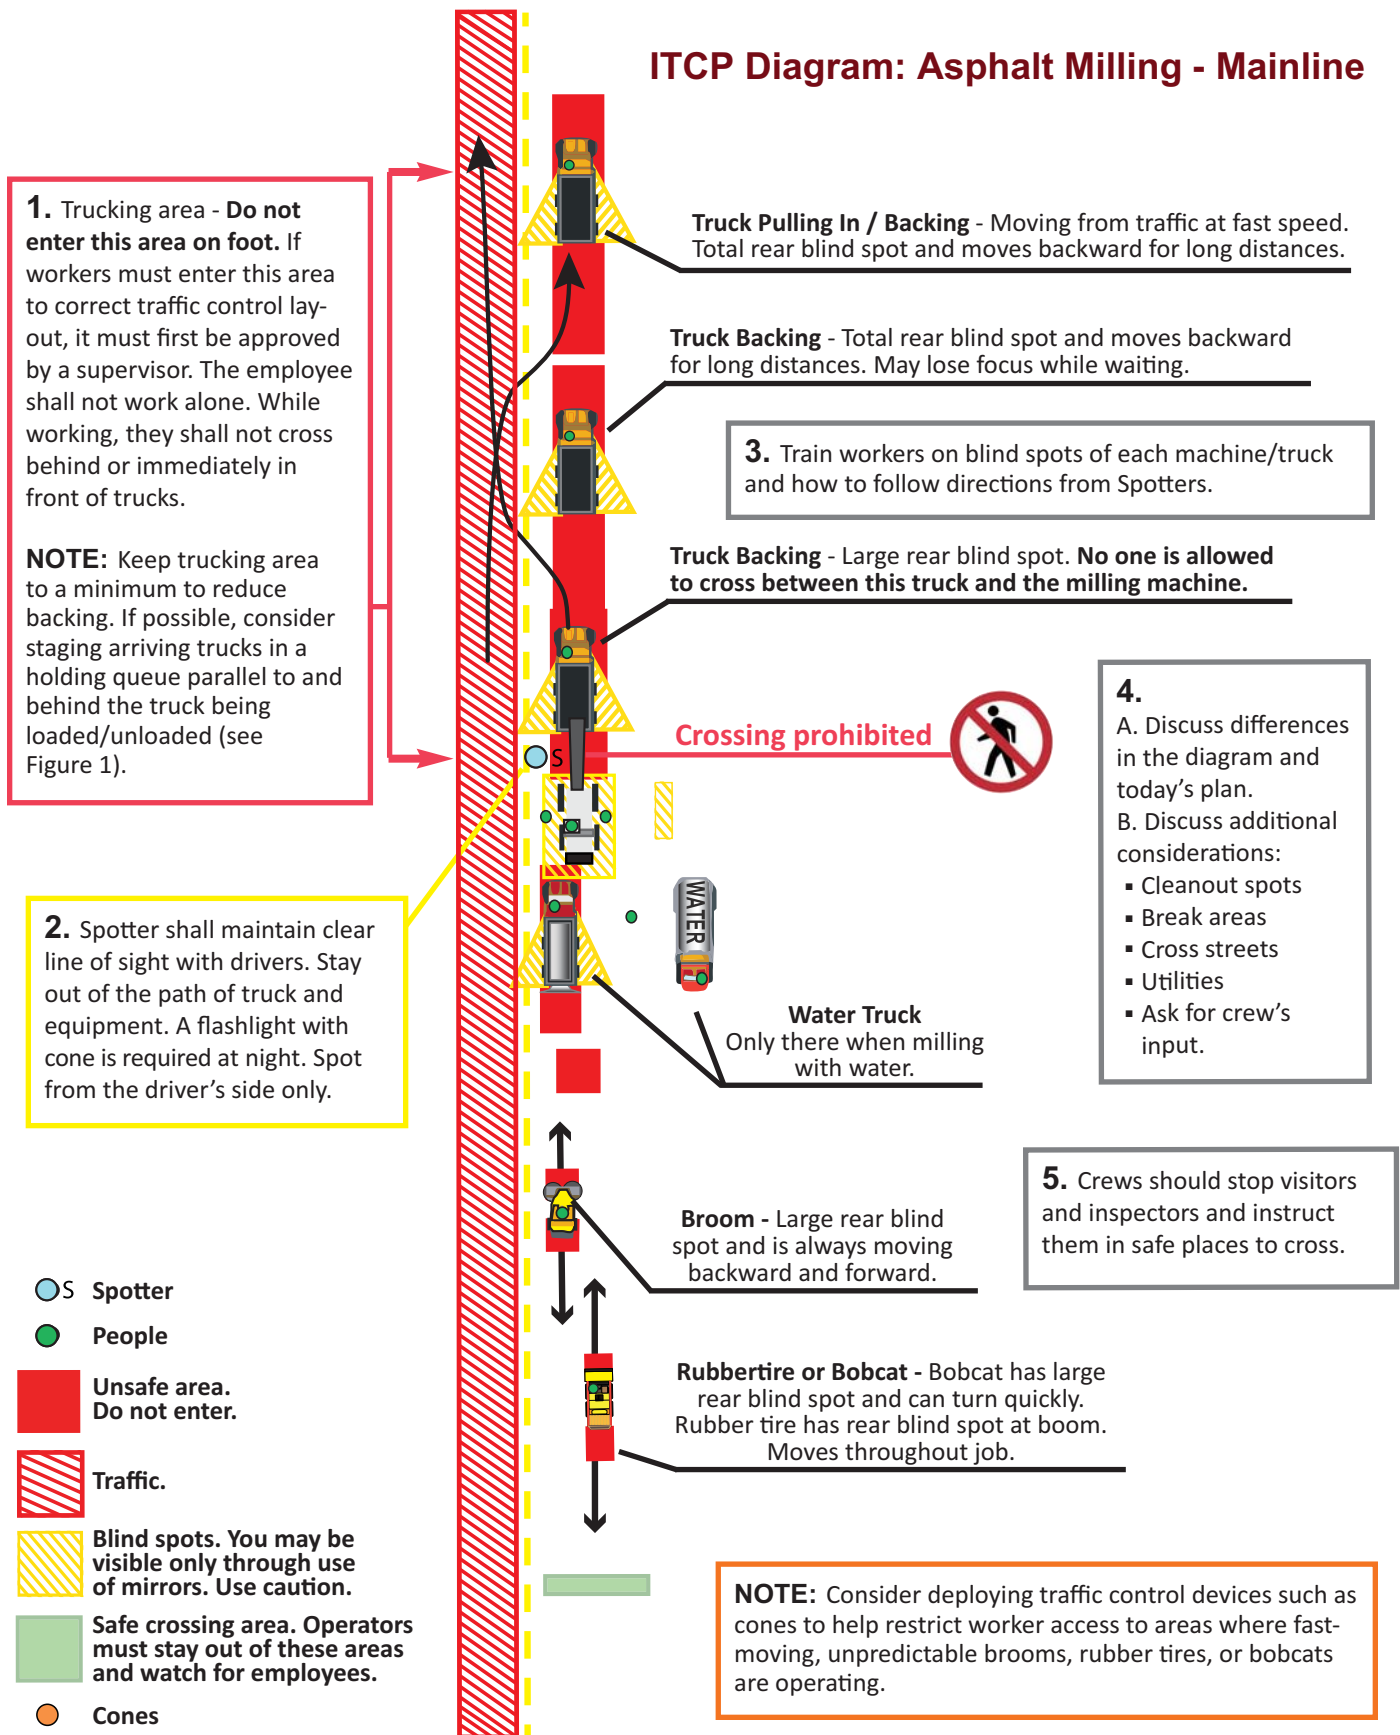 ITCP Diagram: Asphalt Milling - Mainline
1. Trucking area - Do not
enter this area on foot. If
workers must enter this area
to correct traffic control lay-
out, it must first be approved
by a supervisor. The employee
shall not work alone. While
working, they shall not cross
behind or immediately in
front of trucks.
NOTE: Keep trucking area
to a minimum to reduce
backing. If possible, consider
staging arriving trucks in a
holding queue parallel to and
behind the truck being
loaded/unloaded (see
Figure 1).
Truck Pulling In / Backing - Moving from traffic at fast speed.
Total rear blind spot and moves backward for long distances.
Truck Backing - Total rear blind spot and moves backward
for long distances. May lose focus while waiting.
3. Train workers on blind spots of each machine/truck
and how to follow directions from Spotters.
Truck Backing - Large rear blind spot. No one is allowed
to cross between this truck and the milling machine.
S
Crossing prohibited
4.
A. Discuss differences
in the diagram and
today's plan.
B. Discuss additional
considerations:
▪ Cleanout spots
▪ Break areas
▪ Cross streets
▪ Utilities
▪ Ask for crew's
input.
2. Spotter shall maintain clear
line of sight with drivers. Stay
out of the path of truck and
equipment. A flashlight with
cone is required at night. Spot
from the driver's side only.
WATER
Water Truck
Only there when milling
with water.
5. Crews should stop visitors
and inspectors and instruct
them in safe places to cross.
Broom - Large rear blind
spot and is always moving
backward and forward.
Rubbertire or Bobcat - Bobcat has large
rear blind spot and can turn quickly.
Rubber tire has rear blind spot at boom.
Moves throughout job.
S Spotter
People
Unsafe area.
Do not enter.
Traffic.
Blind spots. You may be
visible only through use
of mirrors. Use caution.
Safe crossing area. Operators
must stay out of these areas
and watch for employees.
Cones
NOTE: Consider deploying traffic control devices such as
cones to help restrict worker access to areas where fast-
moving, unpredictable brooms, rubber tires, or bobcats
are operating.